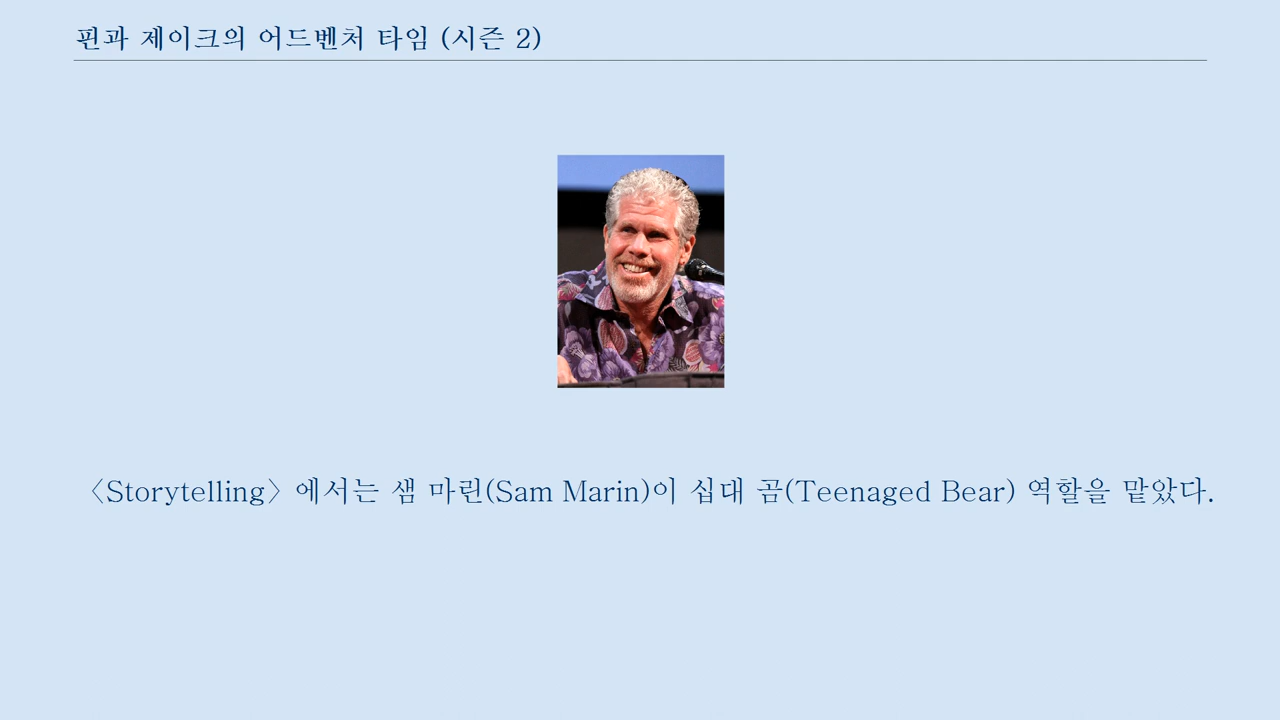 핀과 제이크의 어드벤처 타임 (시즌 2)
〈Storytelling〉에서는 샘 마린(Sam Marin)이 십대 곰(Teenaged Bear) 역할을 맡았다.